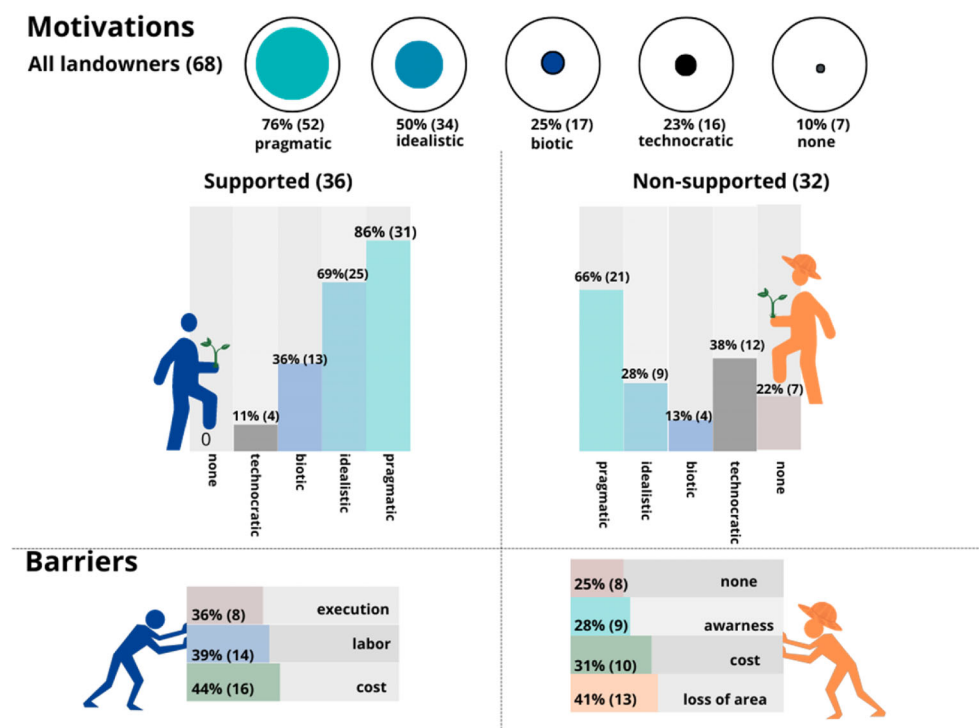 Motivations
All landowners (68)
76% (52)
pragmatic
50% (34)
idealistic
25% (17)
biotic
23% (16)
technocratic
10% (7)
none
Supported (36)
86% (31)
69%(25)
36% (13)
11% (4)
0
none
technocratic
biotic
idealistic
pragmatic
Non-supported (32)
66% (21)
28% (9)
13% (4)
38% (12)
22% (7)
pragmatic
idealistic
biotic
technocratic
none
Barriers
36% (8) execution
39% (14) labor
44% (16) cost
25% (8) none
28% (9) awarness
31% (10) cost
41% (13) loss of area